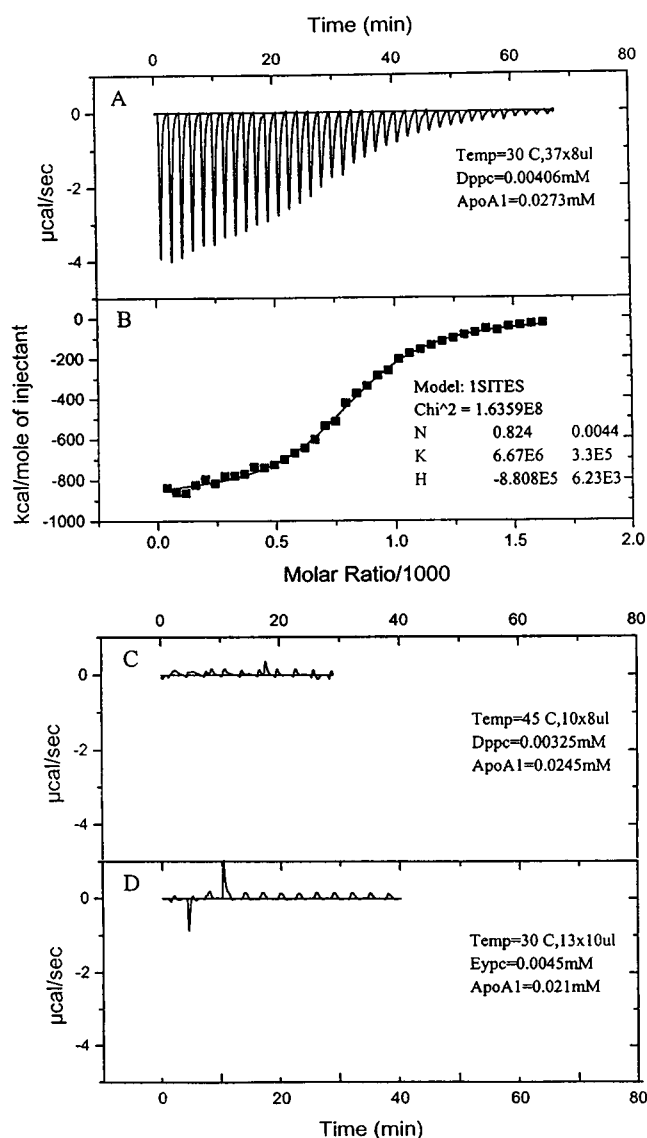 Time (min)
0 20 40 60 80
A
0
-2
-4
µcal/sec
Temp=30 C,37x8ul
Dppc=0.00406mM
ApoA1=0.0273mM
B
0
-200
-400
-600
-800
-1000
kcal/mole of injectant
Model: 1SITES
Chi^2 = 1.6359E8
N 0.824 0.0044
K 6.67E6 3.3E5
H -8.808E5 6.23E3
0.0 0.5 1.0 1.5 2.0
Molar Ratio/1000
0 20 40 60 80
C
0
-2
-4
µcal/sec
Temp=45 C,10x8ul
Dppc=0.00325mM
ApoA1=0.0245mM
D
0
-2
-4
µcal/sec
Temp=30 C,13x10ul
Eypc=0.0045mM
ApoA1=0.021mM
0 20 40 60 80
Time (min)